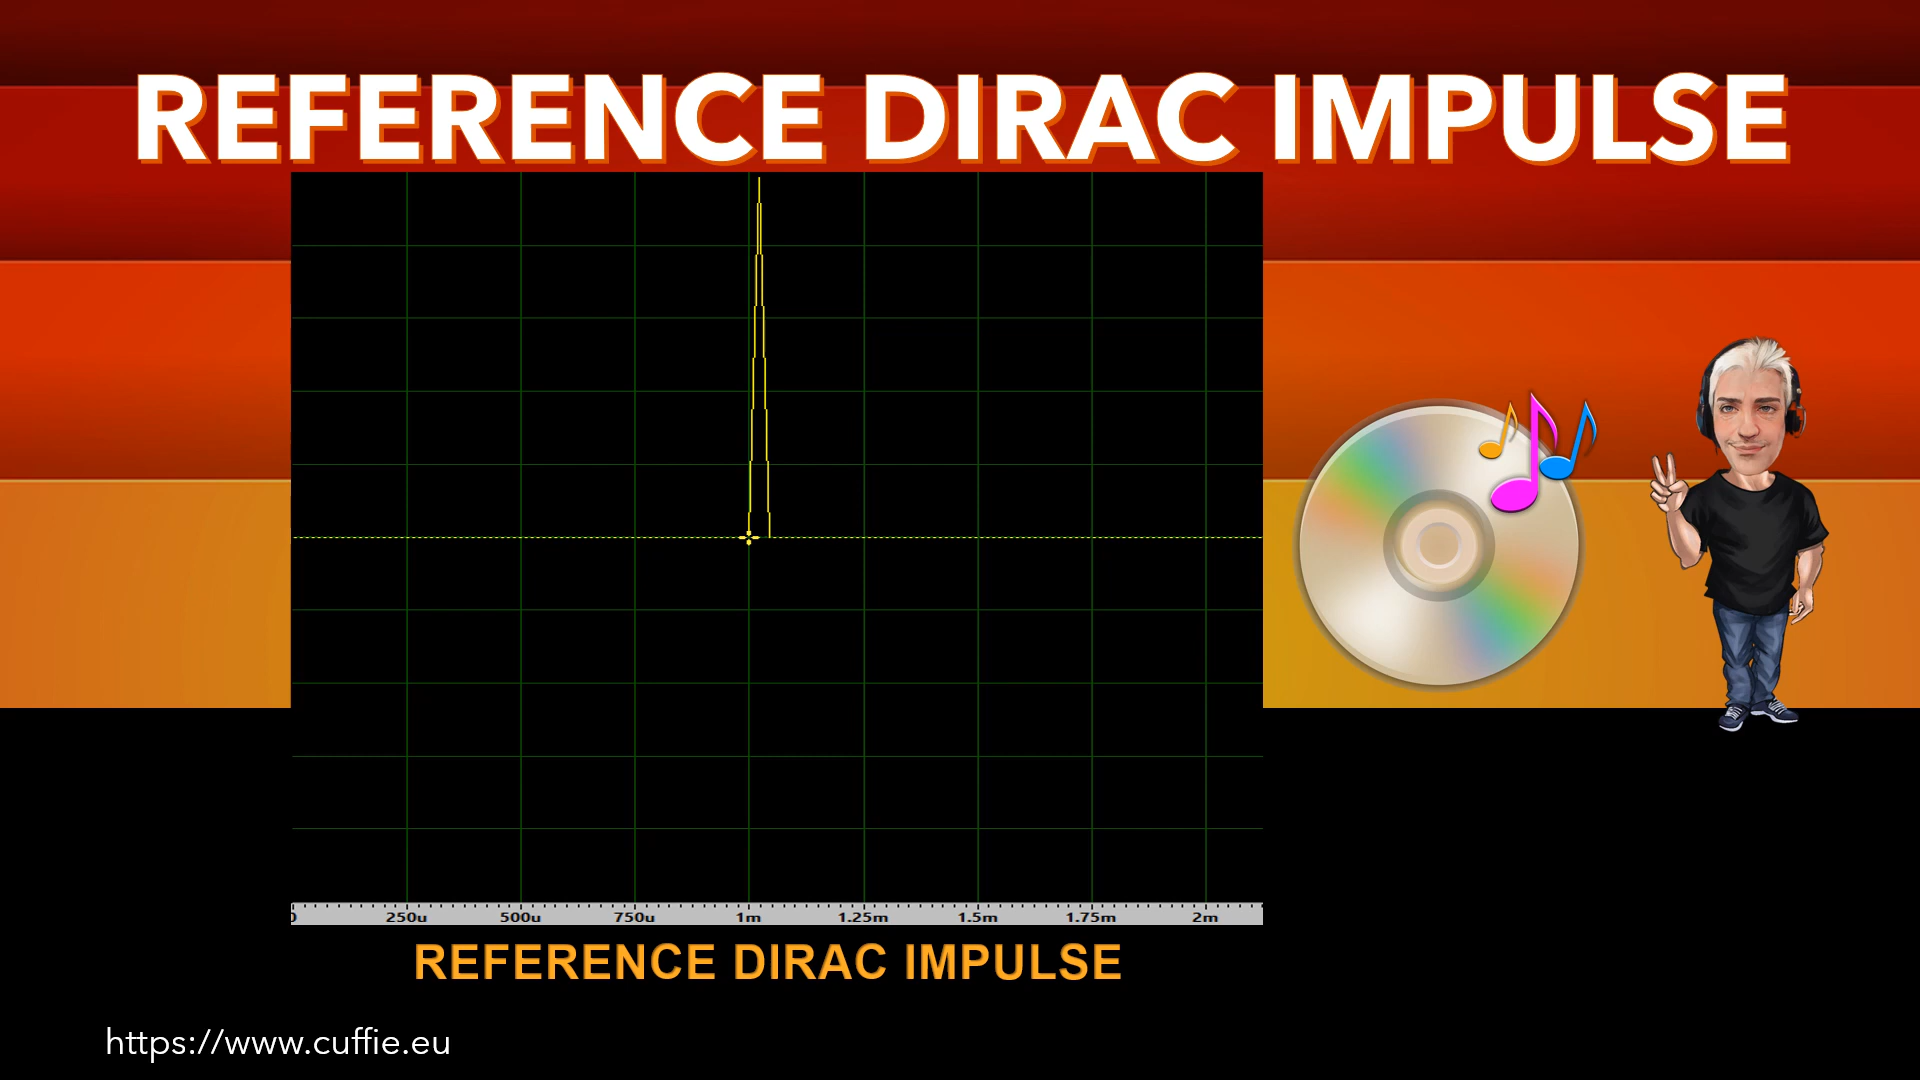 REFERENCE DIRAC IMPULSE
0 250u 500u 750u 1m 1.25m 1.5m 1.75m 2m
REFERENCE DIRAC IMPULSE
https://www.cuffie.eu